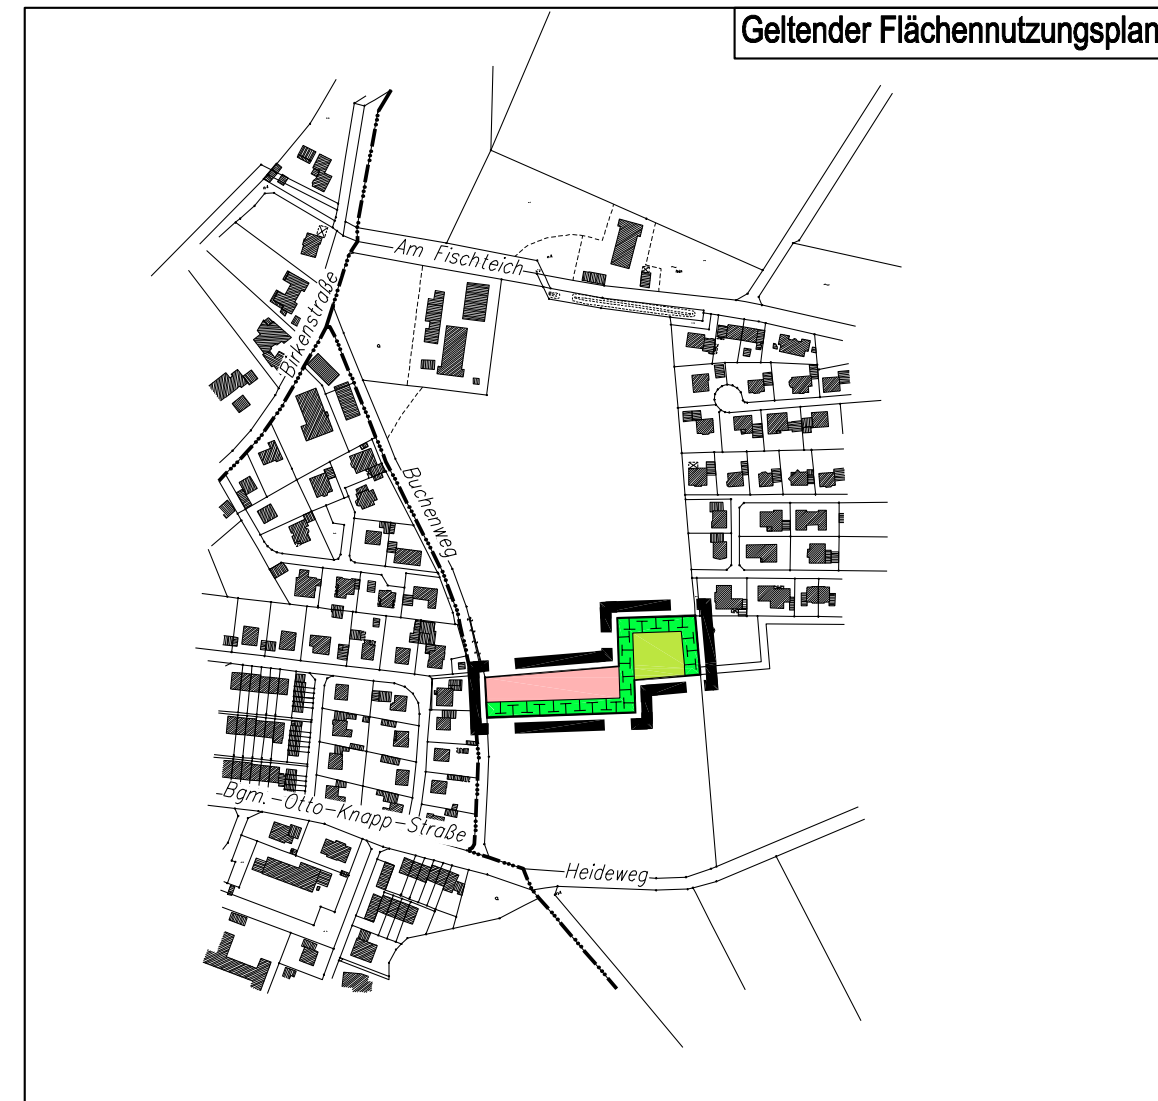 Geltender Flächennutzungsplan
Am Fischteich
Birkenstraße
Buchenweg
Bgm.-Otto-Knapp-Straße
Heideweg